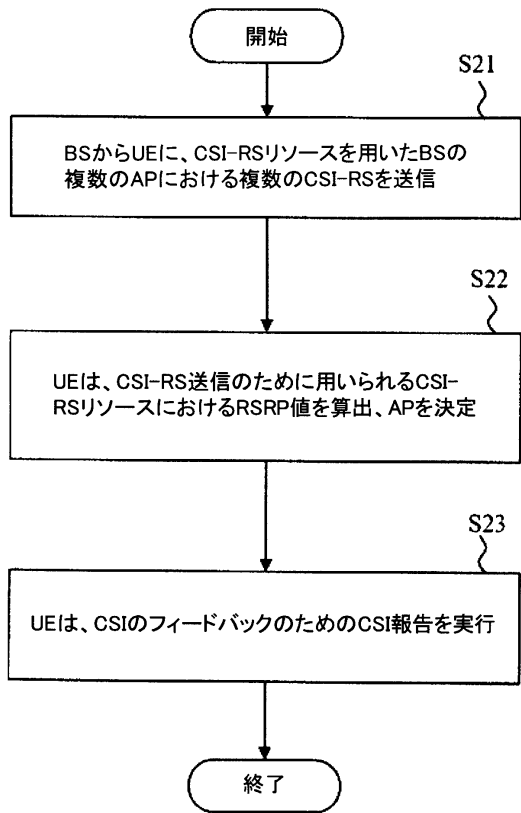 開始
S21
BSからUEに、CSI-RSリソースを用いたBSの
複数のAPにおける複数のCSI-RSを送信
S22
UEは、CSI-RS送信のために用いられるCSI-
RSリソースにおけるRSRP値を算出、APを決定
S23
UEは、CSIのフィードバックのためのCSI報告を実行
終了